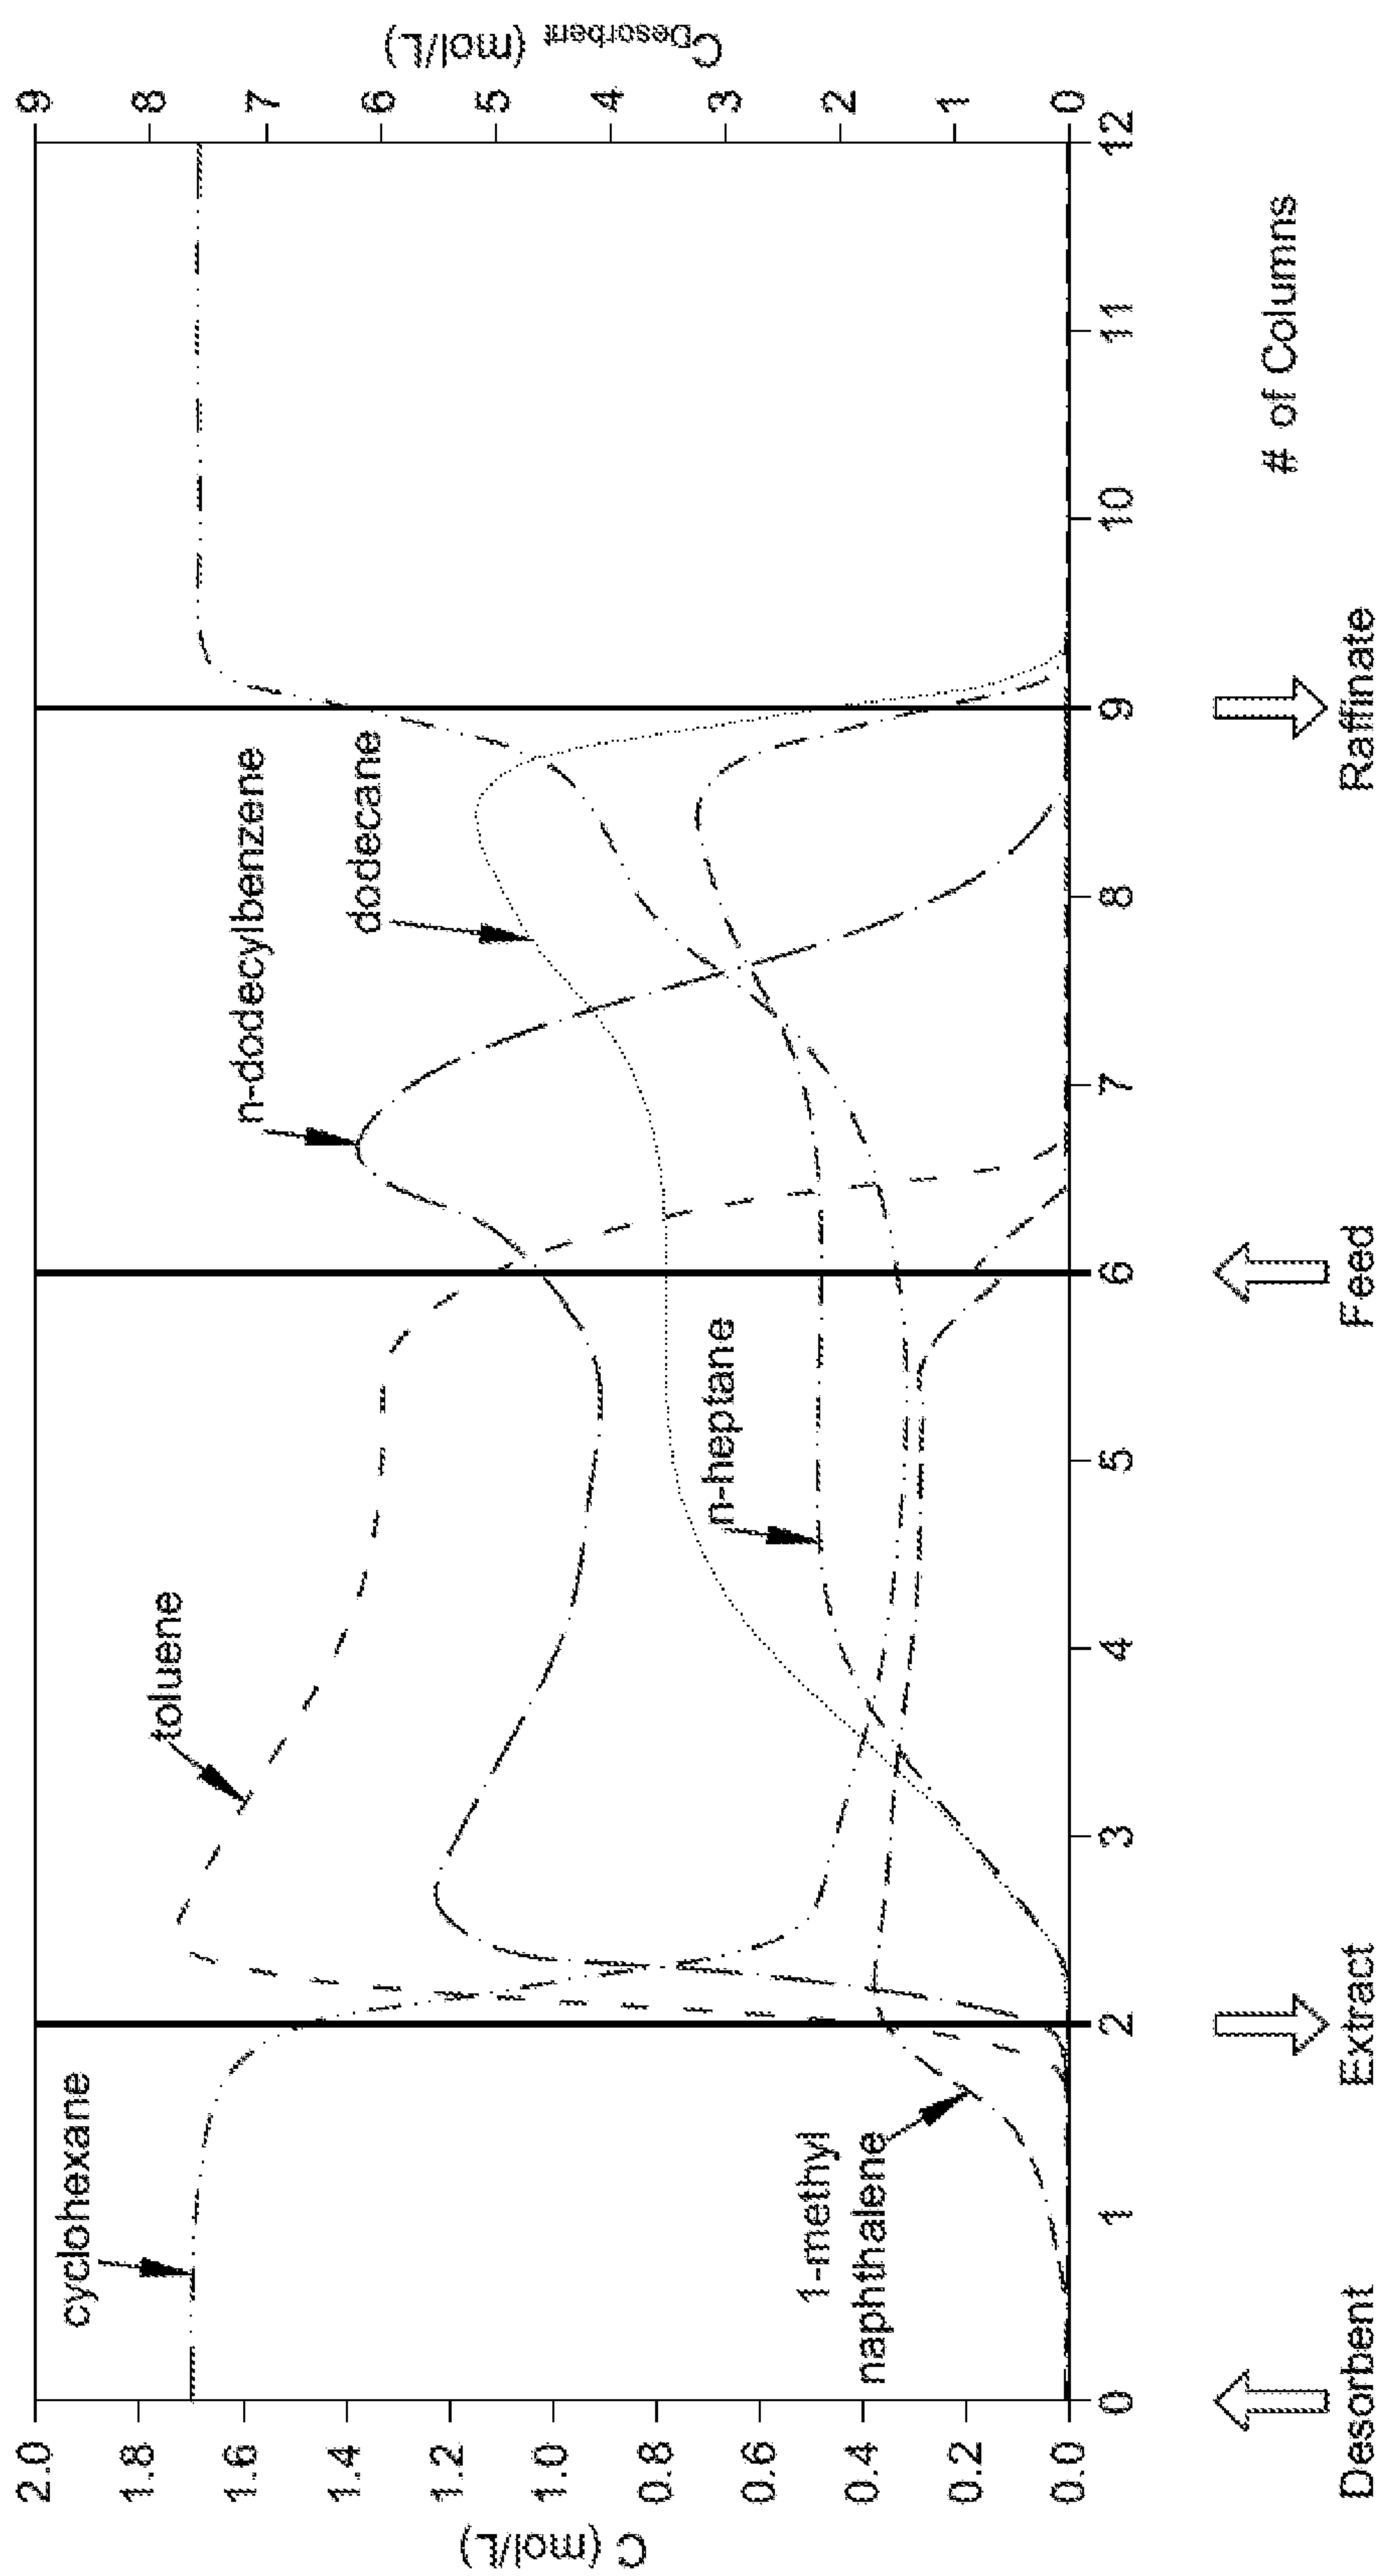 C (mol/L)
2.0
1.8
1.6
1.4
1.2
1.0
0.8
0.6
0.4
0.2
0.0
cyclohexane
toluene
n-dodecylbenzene
dodecane
n-heptane
1-methyl
naphthalene
9
8
7
6
5
4
3
2
1
0
CDesorbent (mol/L)
0 1 2 3 4 5 6 7 8 9 10 11 12
# of Columns
Desorbent Extract Feed Raffinate